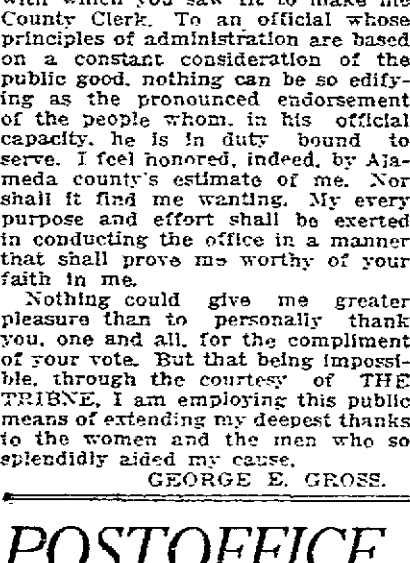 with which you saw fit to make me
County Clerk. To an official whose
principles of administration are based
on a constant consideration of the
public good, nothing can be so edify-
ing as the pronounced endorsement
of the people whom, in his official
capacity, he is in duty bound to
serve. I feel honored, indeed, by Ala-
meda county's estimate of me. Nor
shall it find me wanting. My every
purpose and effort shall be exerted
in conducting the office in a manner
that shall prove me worthy of your
faith in me.
Nothing could give me greater
pleasure than to personally thank
you, one and all, for the compliment
of your vote. But that being impossi-
ble, through the courtesy of THE
TRIBNE, I am employing this public
means of extending my deepest thanks
to the women and the men who so
splendidly aided my cause.
GEORGE E. GROSS.
POSTOFFICE